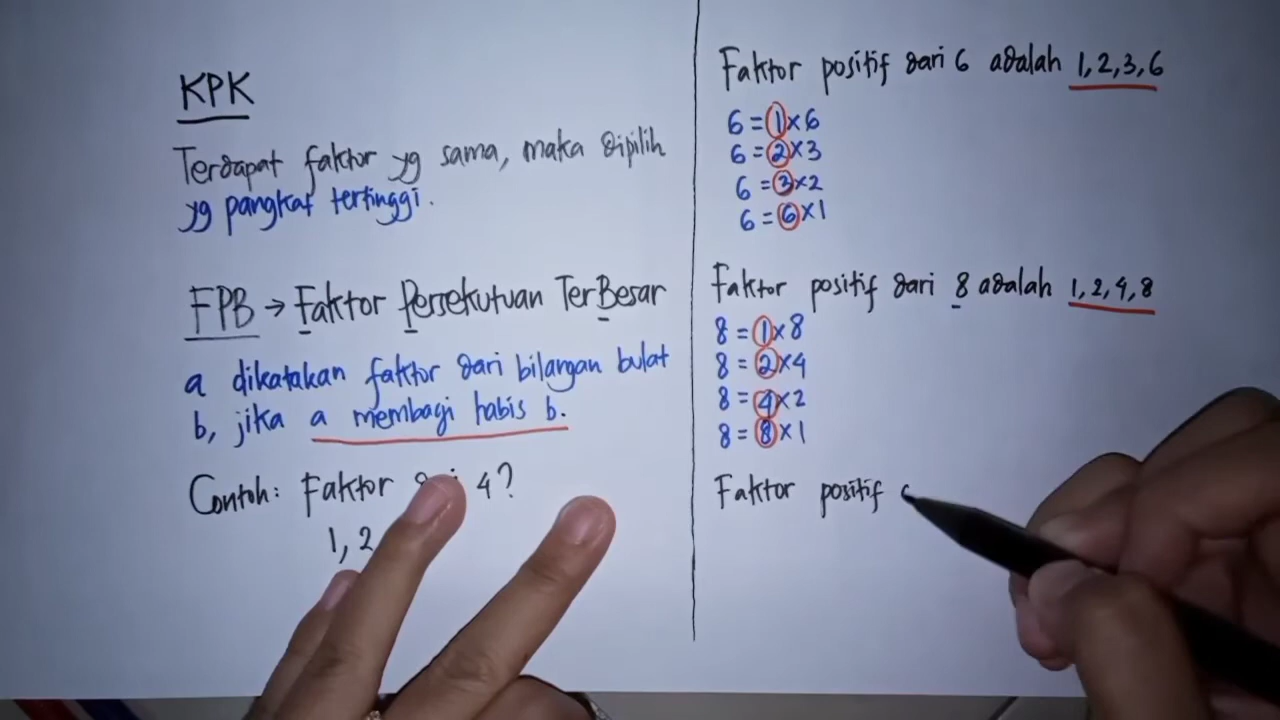 KPK
Terdapat faktor yg sama, maka dipilih
yg pangkat tertinggi.
FPB → Faktor Persekutuan TerBesar
a dikatakan faktor dari bilangan bulat
b, jika a membagi habis b.
Contoh: Faktor 4?
1, 2
Faktor positif dari 6 adalah 1, 2, 3, 6
6 = 1 × 6
6 = 2 × 3
6 = 3 × 2
6 = 6 × 1
Faktor positif dari 8 adalah 1, 2, 4, 8
8 = 1 × 8
8 = 2 × 4
8 = 4 × 2
8 = 8 × 1
Faktor positif